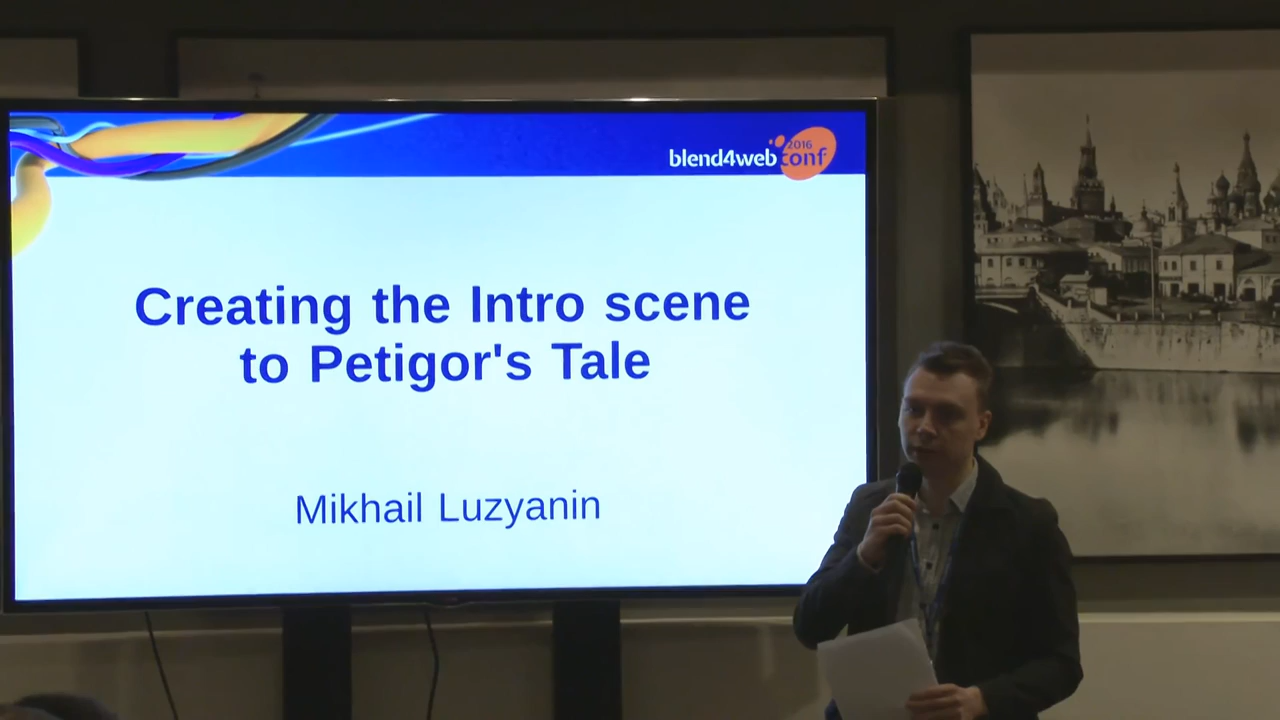 blend4web
2016
conf
Creating the Intro scene
to Petigor's Tale
Mikhail Luzyanin